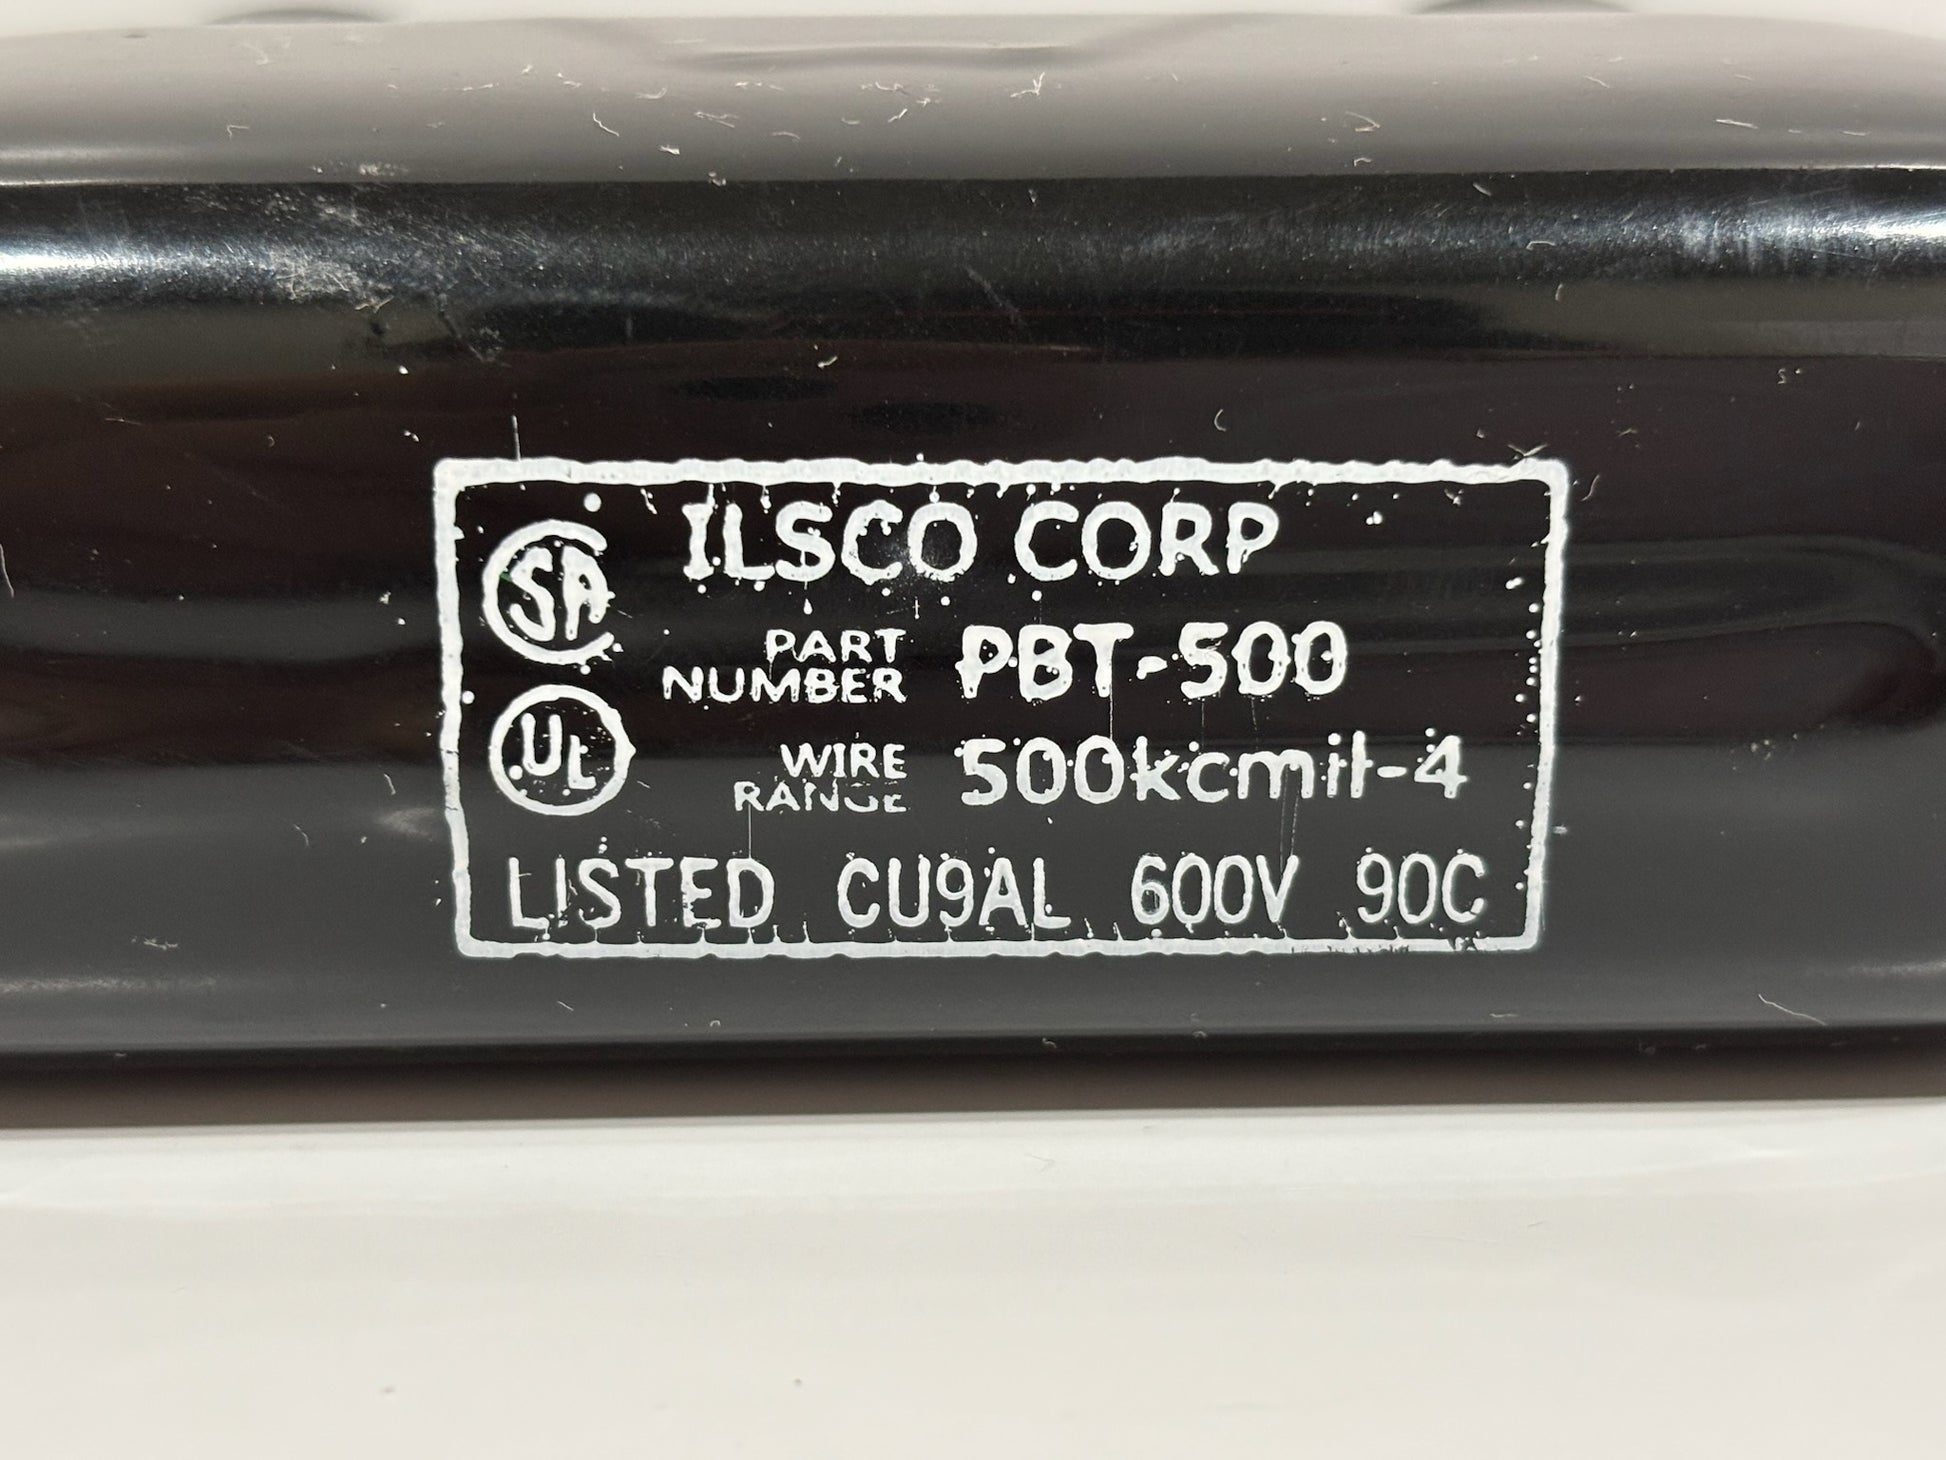 ILSCO CORP
SA
PART NUMBER PBT-500
UL
WIRE RANGE 500kcmil-4
LISTED CU9AL 600V 90C